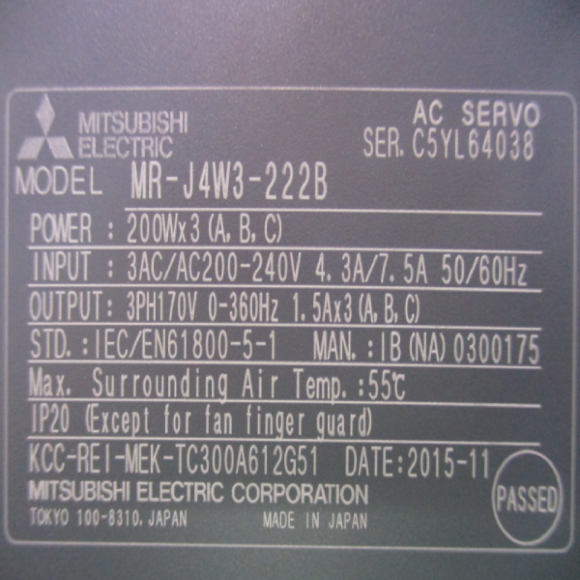 MITSUBISHI
ELECTRIC
AC SERVO
SER. C5YL64038
MODEL MR-J4W3-222B
POWER : 200Wx3 (A, B, C)
INPUT : 3AC/AC200-240V 4.3A/7.5A 50/60Hz
OUTPUT: 3PH170V 0-360Hz 1.5Ax3 (A, B, C)
STD. : IEC/EN61800-5-1 MAN. : IB (NA) 0300175
Max. Surrounding Air Temp. :55℃
IP20 (Except for fan finger guard)
KCC-REI-MEK-TC300A612G51 DATE:2015-11
MITSUBISHI ELECTRIC CORPORATION
TOKYO 100-8310, JAPAN MADE IN JAPAN
PASSED